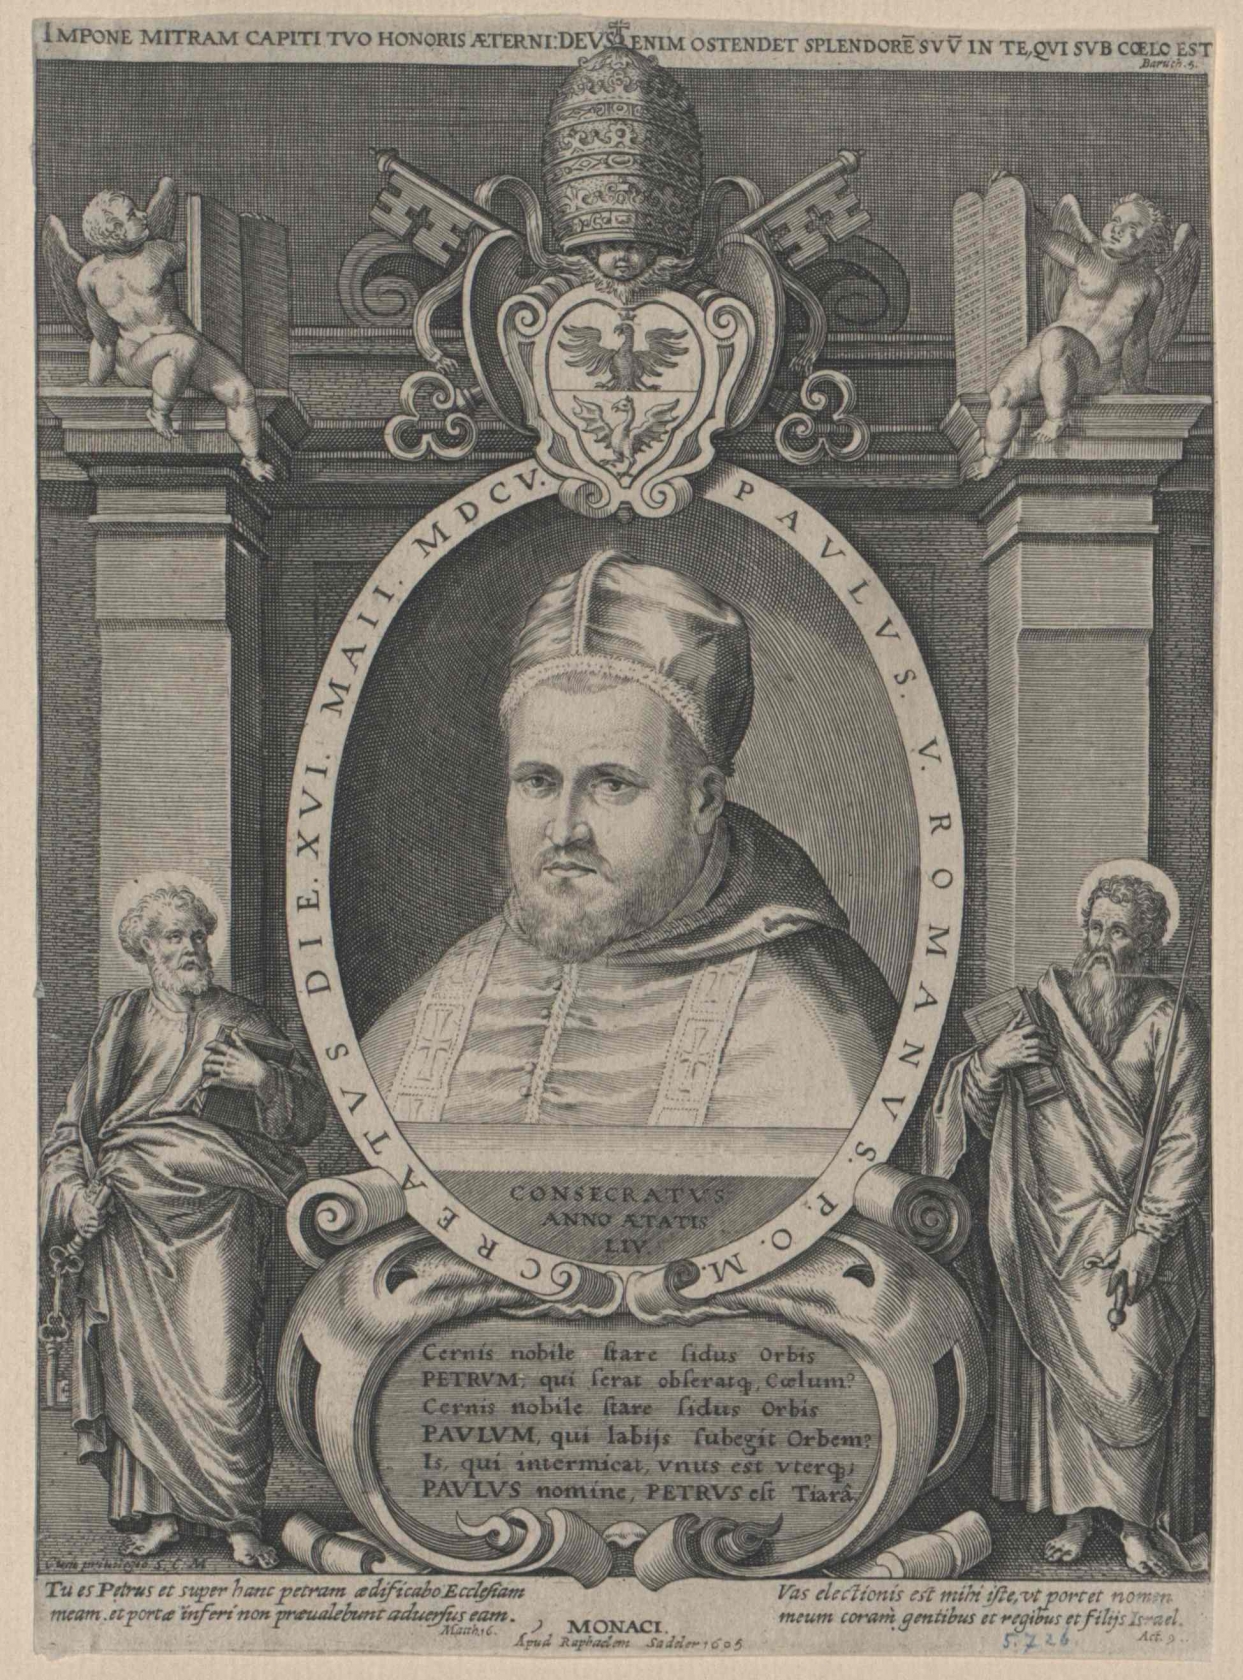 IMPONE MITRAM CAPITI TVO HONORIS ÆTERNI: DEVS ENIM OSTENDET SPLENDORE̅ SVV̅ IN TE, QVI SVB CŒLO EST
Baruch. 5.
PAVLVS. V. ROMANVS. P. O. M. CREATVS DIE. XVI. MAII. MDCV.
CONSECRATVS
ANNO ÆTATIS
LIV.
Cernis nobile ſtare ſidus Orbis
PETRVM; qui ſerat obſeratq, Cœlum?
Cernis nobile ſtare ſidus Orbis
PAVLVM, qui labijs ſubegit Orbem?
Is, qui intermicat, vnus est vterq;
PAVLVS nomine, PETRVS eſt Tiarâ.
Cum priuilegio S. C. M.
Tu es Petrus et super hanc petram ædificabo Eccleſiam
meam. et portæ inferi non præualebunt aduerſus eam.
Matth. 16.
MONACI.
Apud Raphaelem Sadeler 1605
Vas electionis est mihi iſte, vt portet nomen
meum coram gentibus et regibus et filijs Israel.
Act. 9.
5.726.